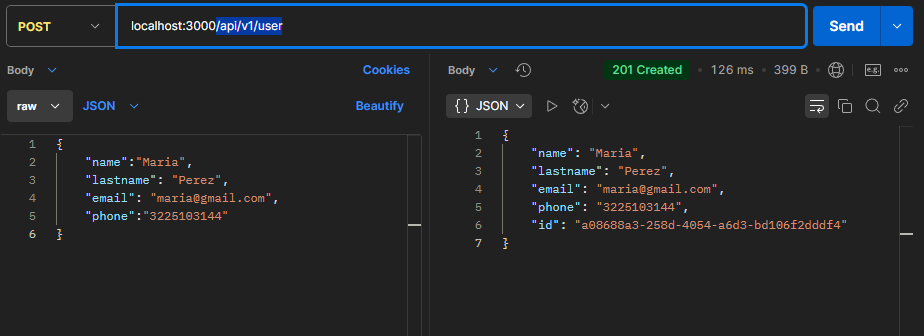 POST localhost:3000/api/v1/user Send
Body Cookies
raw JSON Beautify
1 {
2 "name":"Maria",
3 "lastname": "Perez",
4 "email": "maria@gmail.com",
5 "phone":"3225103144"
6 }
Body 201 Created • 126 ms • 399 B e.g.
{ } JSON
1 {
2 "name": "Maria",
3 "lastname": "Perez",
4 "email": "maria@gmail.com",
5 "phone": "3225103144",
6 "id": "a08688a3-258d-4054-a6d3-bd106f2dddf4"
7 }